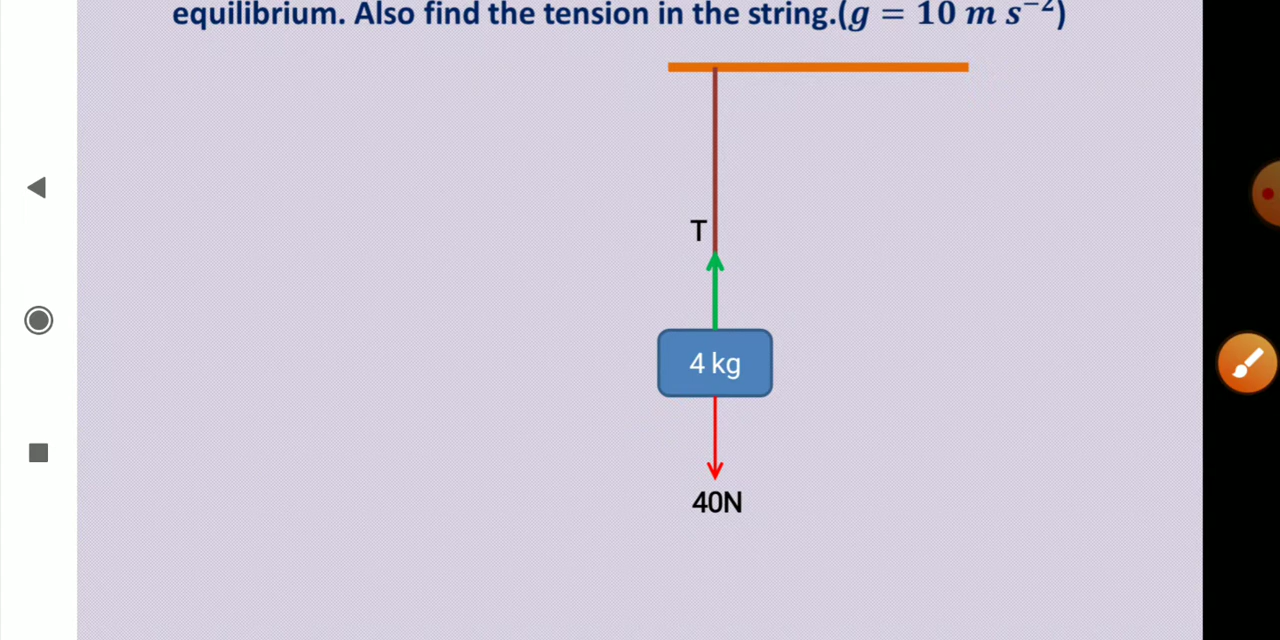 equilibrium. Also find the tension in the string.(g = 10 m s⁻²)
T
4 kg
40N